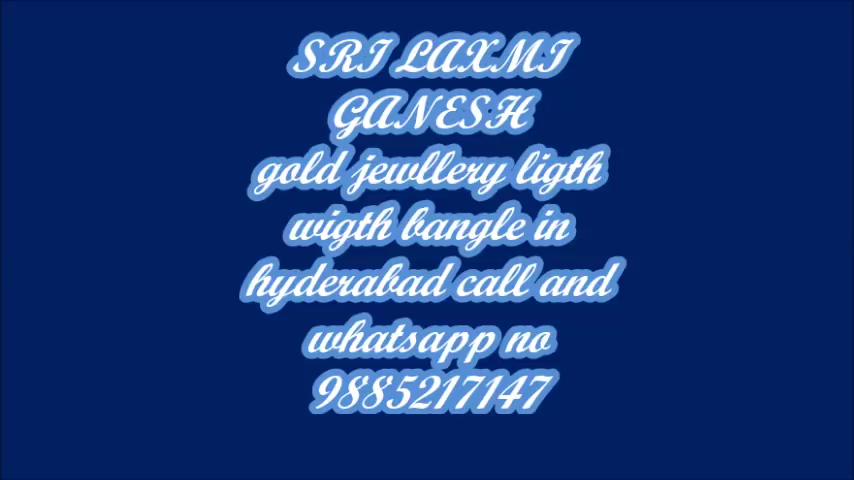 SRI LAXMI
GANESH
gold jewllery ligth
wigth bangle in
hyderabad call and
whatsapp no
9885217147